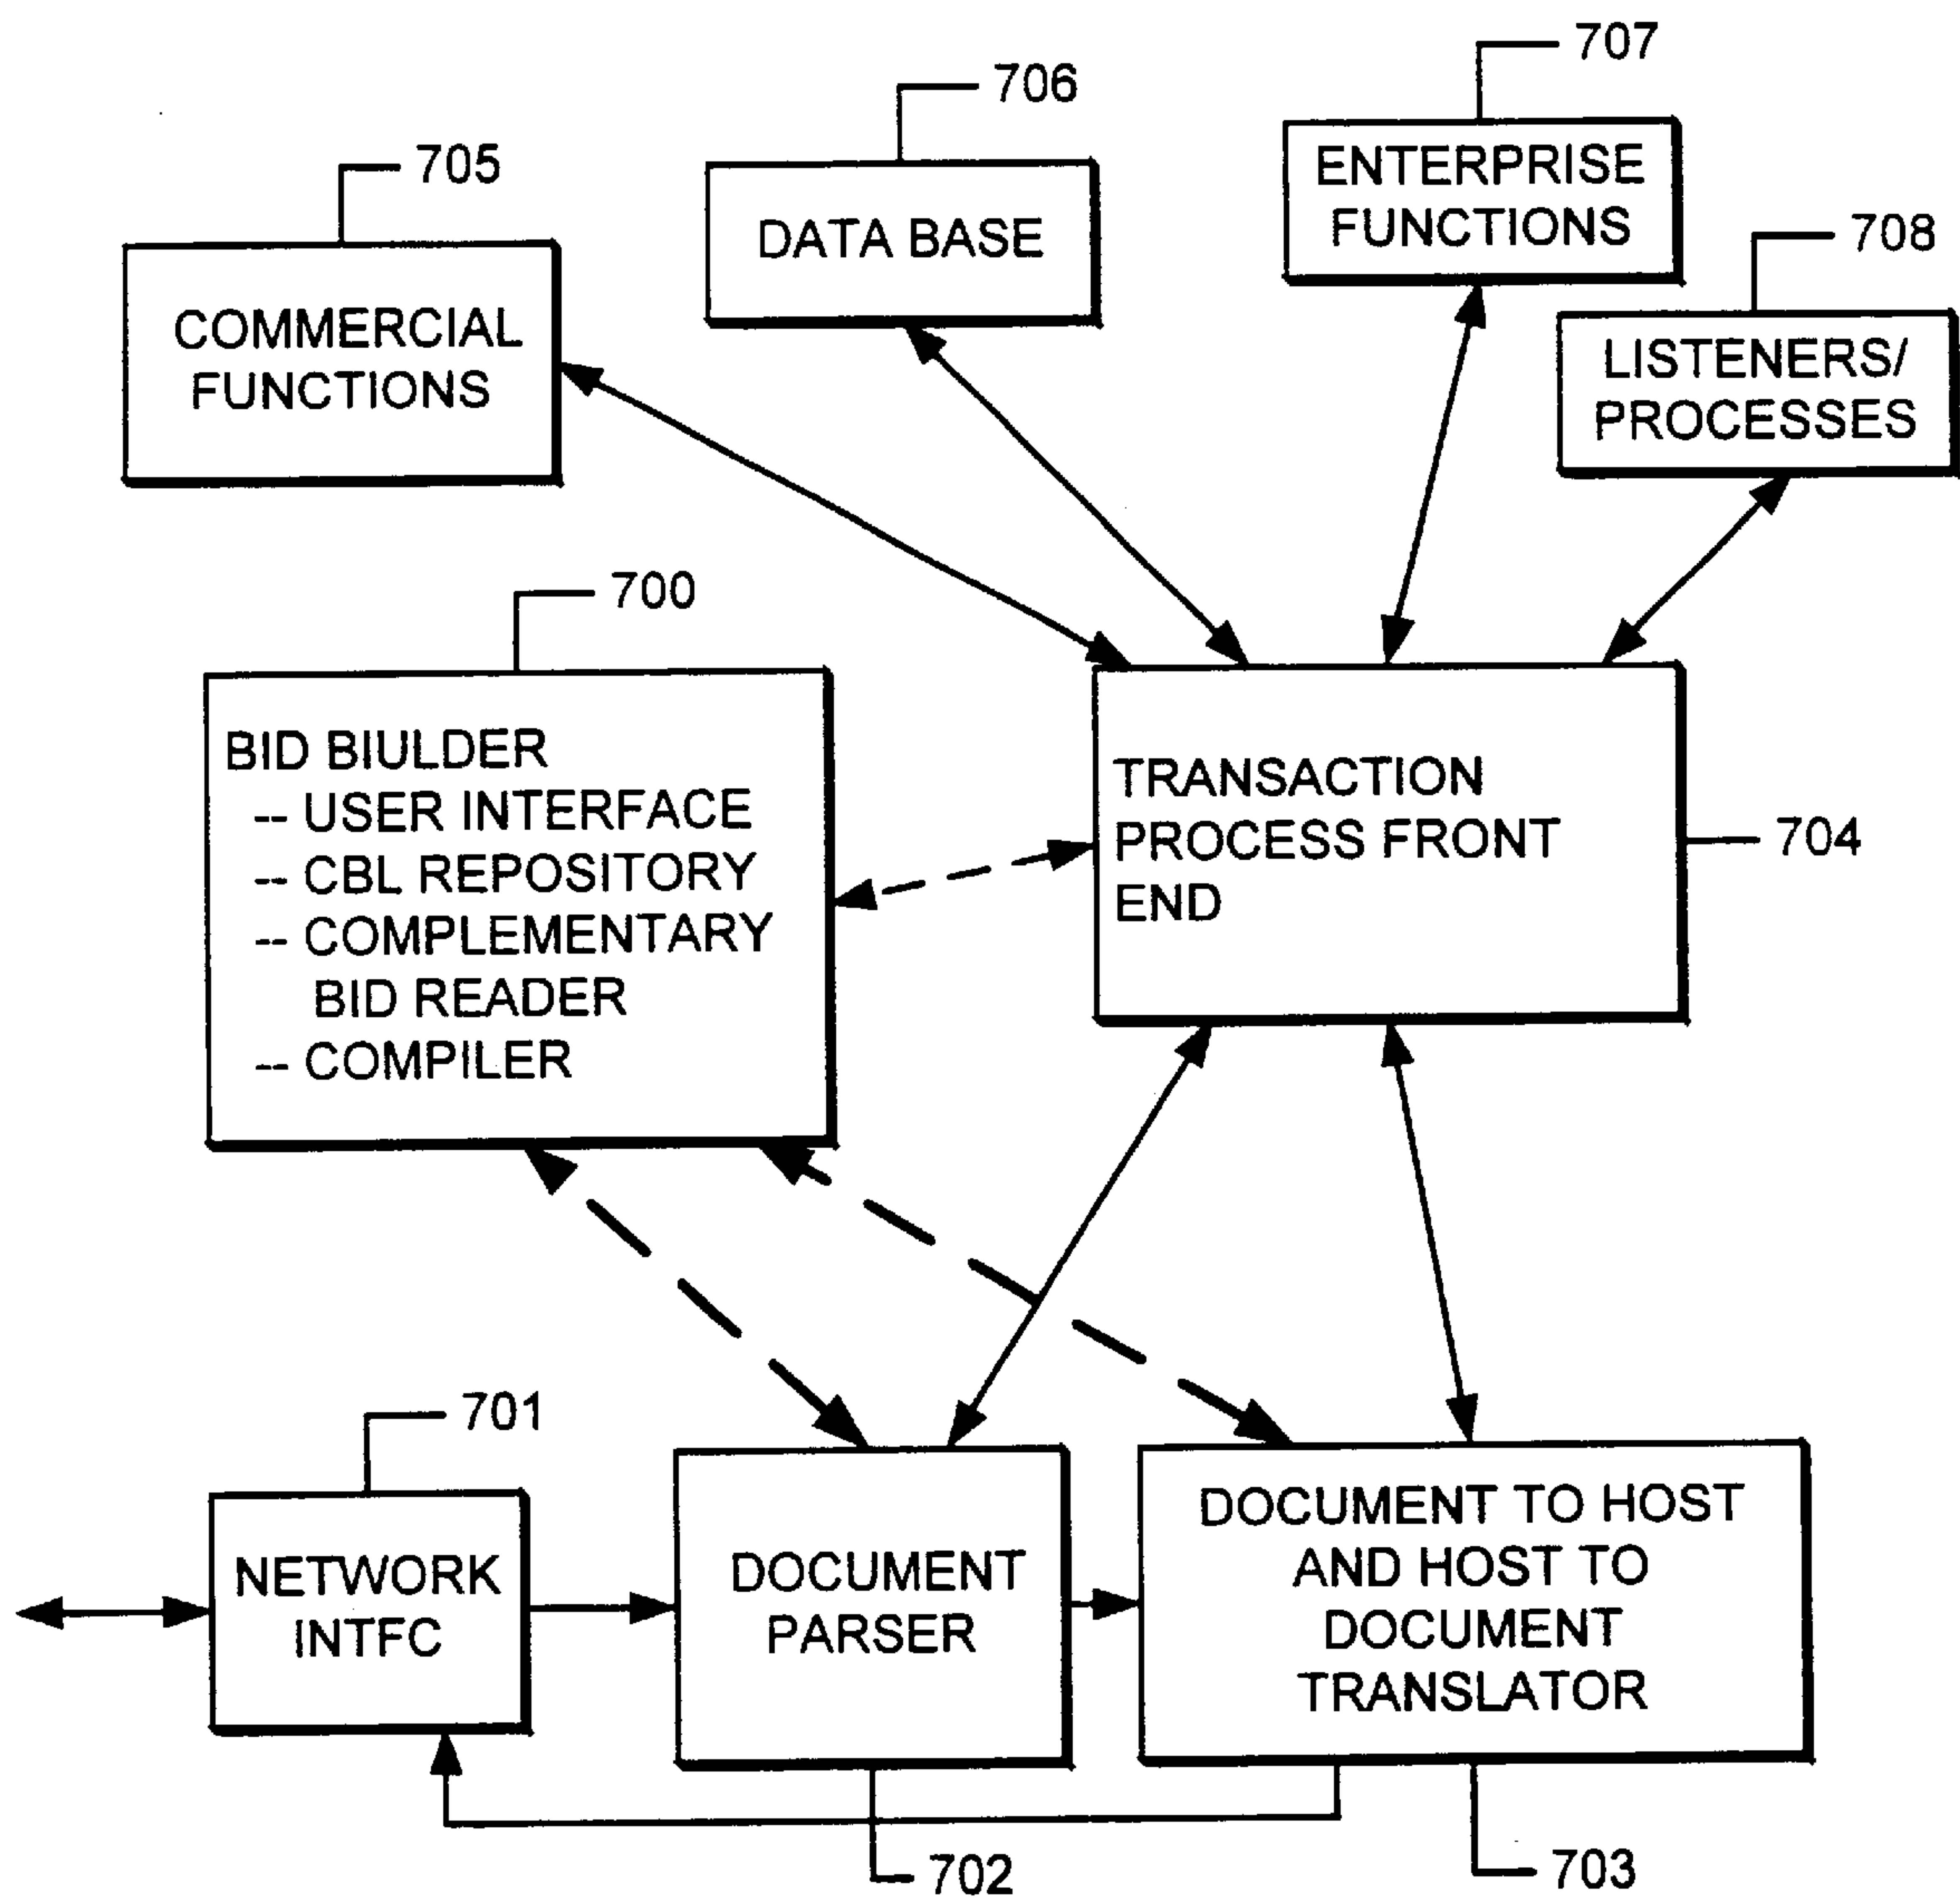 707
706
ENTERPRISE
FUNCTIONS
705
DATA BASE
708
COMMERCIAL
FUNCTIONS
LISTENERS/
PROCESSES
700
BID BIULDER
-- USER INTERFACE
-- CBL REPOSITORY
-- COMPLEMENTARY
BID READER
-- COMPILER
TRANSACTION
PROCESS FRONT
END
704
701
NETWORK
INTFC
DOCUMENT
PARSER
DOCUMENT TO HOST
AND HOST TO
DOCUMENT
TRANSLATOR
702
703